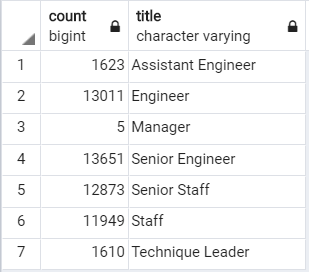 count title
bigint character varying
1 1623 Assistant Engineer
2 13011 Engineer
3 5 Manager
4 13651 Senior Engineer
5 12873 Senior Staff
6 11949 Staff
7 1610 Technique Leader